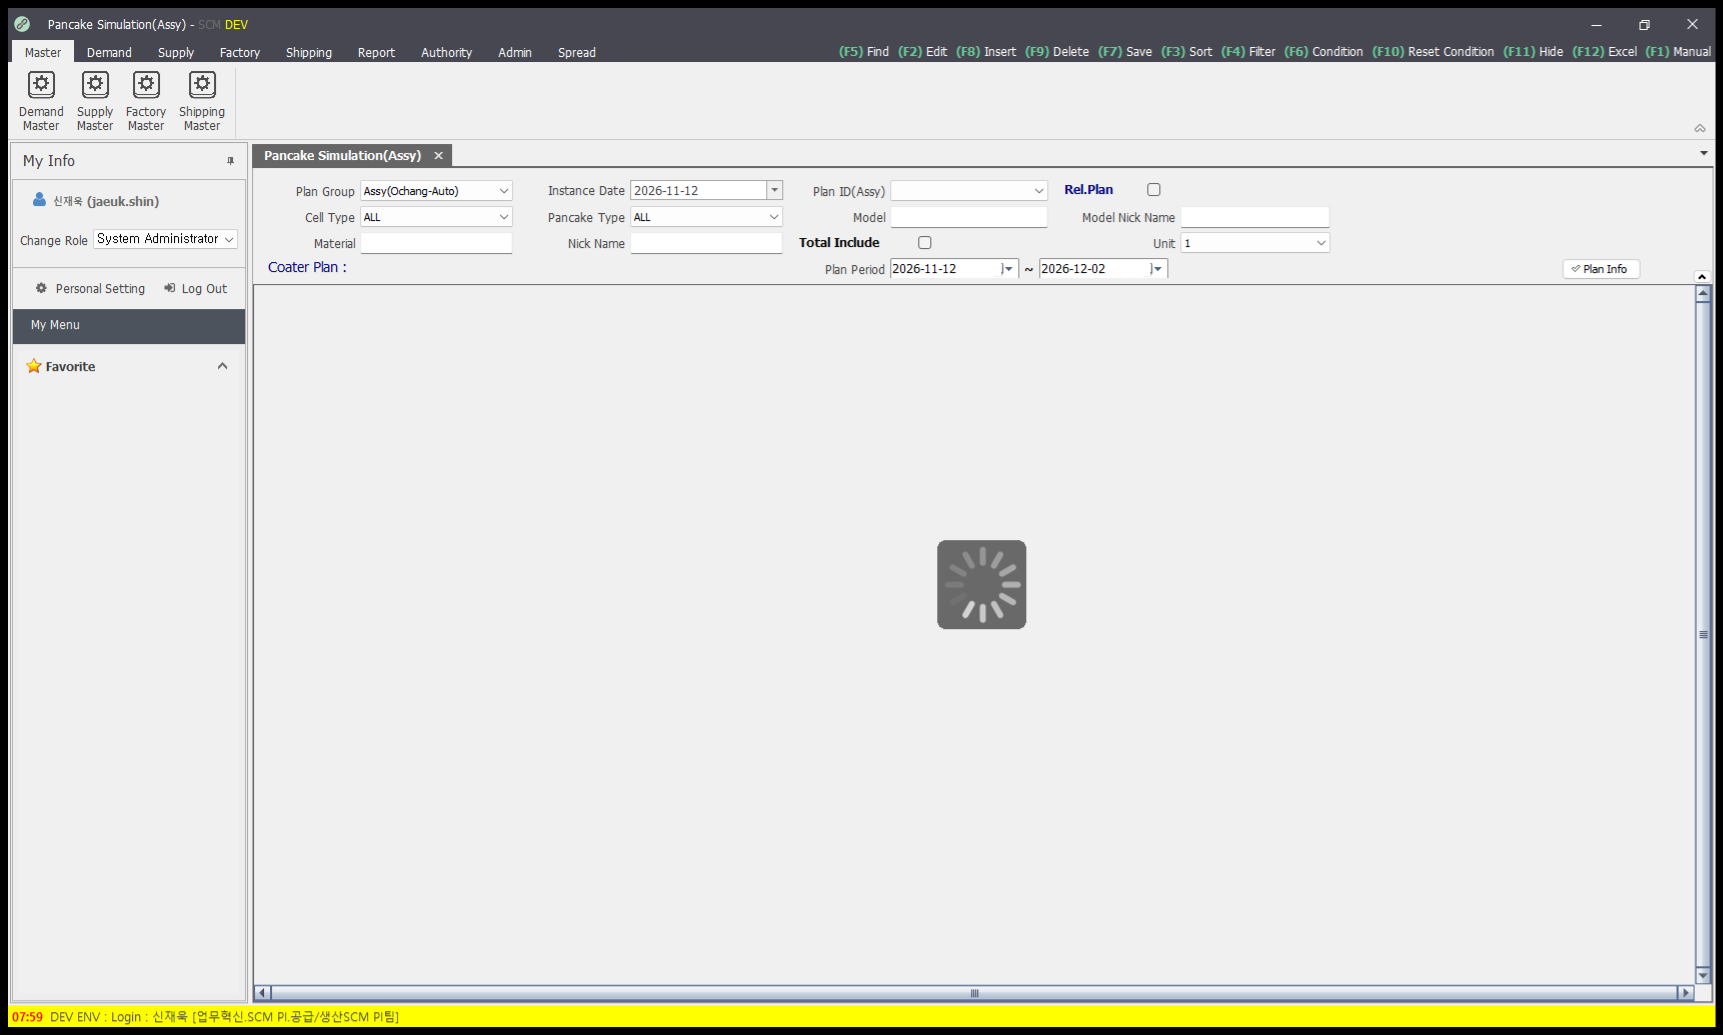 Pancake Simulation(Assy) - SCM DEV
Master Demand Supply Factory Shipping Report Authority Admin Spread (F5) Find (F2) Edit (F8) Insert (F9) Delete (F7) Save (F3) Sort (F4) Filter (F6) Condition (F10) Reset Condition (F11) Hide (F12) Excel (F1) Manual
Demand Master
Supply Master
Factory Master
Shipping Master
My Info
신재욱 (jaeuk.shin)
Change Role System Administrator
Personal Setting Log Out
My Menu
Favorite
Pancake Simulation(Assy)
Plan Group Assy(Ochang-Auto) Instance Date 2026-11-12 Plan ID(Assy) Rel.Plan
Cell Type ALL Pancake Type ALL Model Model Nick Name
Material Nick Name Total Include Unit 1
Coater Plan : Plan Period 2026-11-12 ~ 2026-12-02 Plan Info
07:59 DEV ENV : Login : 신재욱 [업무혁신.SCM PI.공급/생산SCM PI팀]